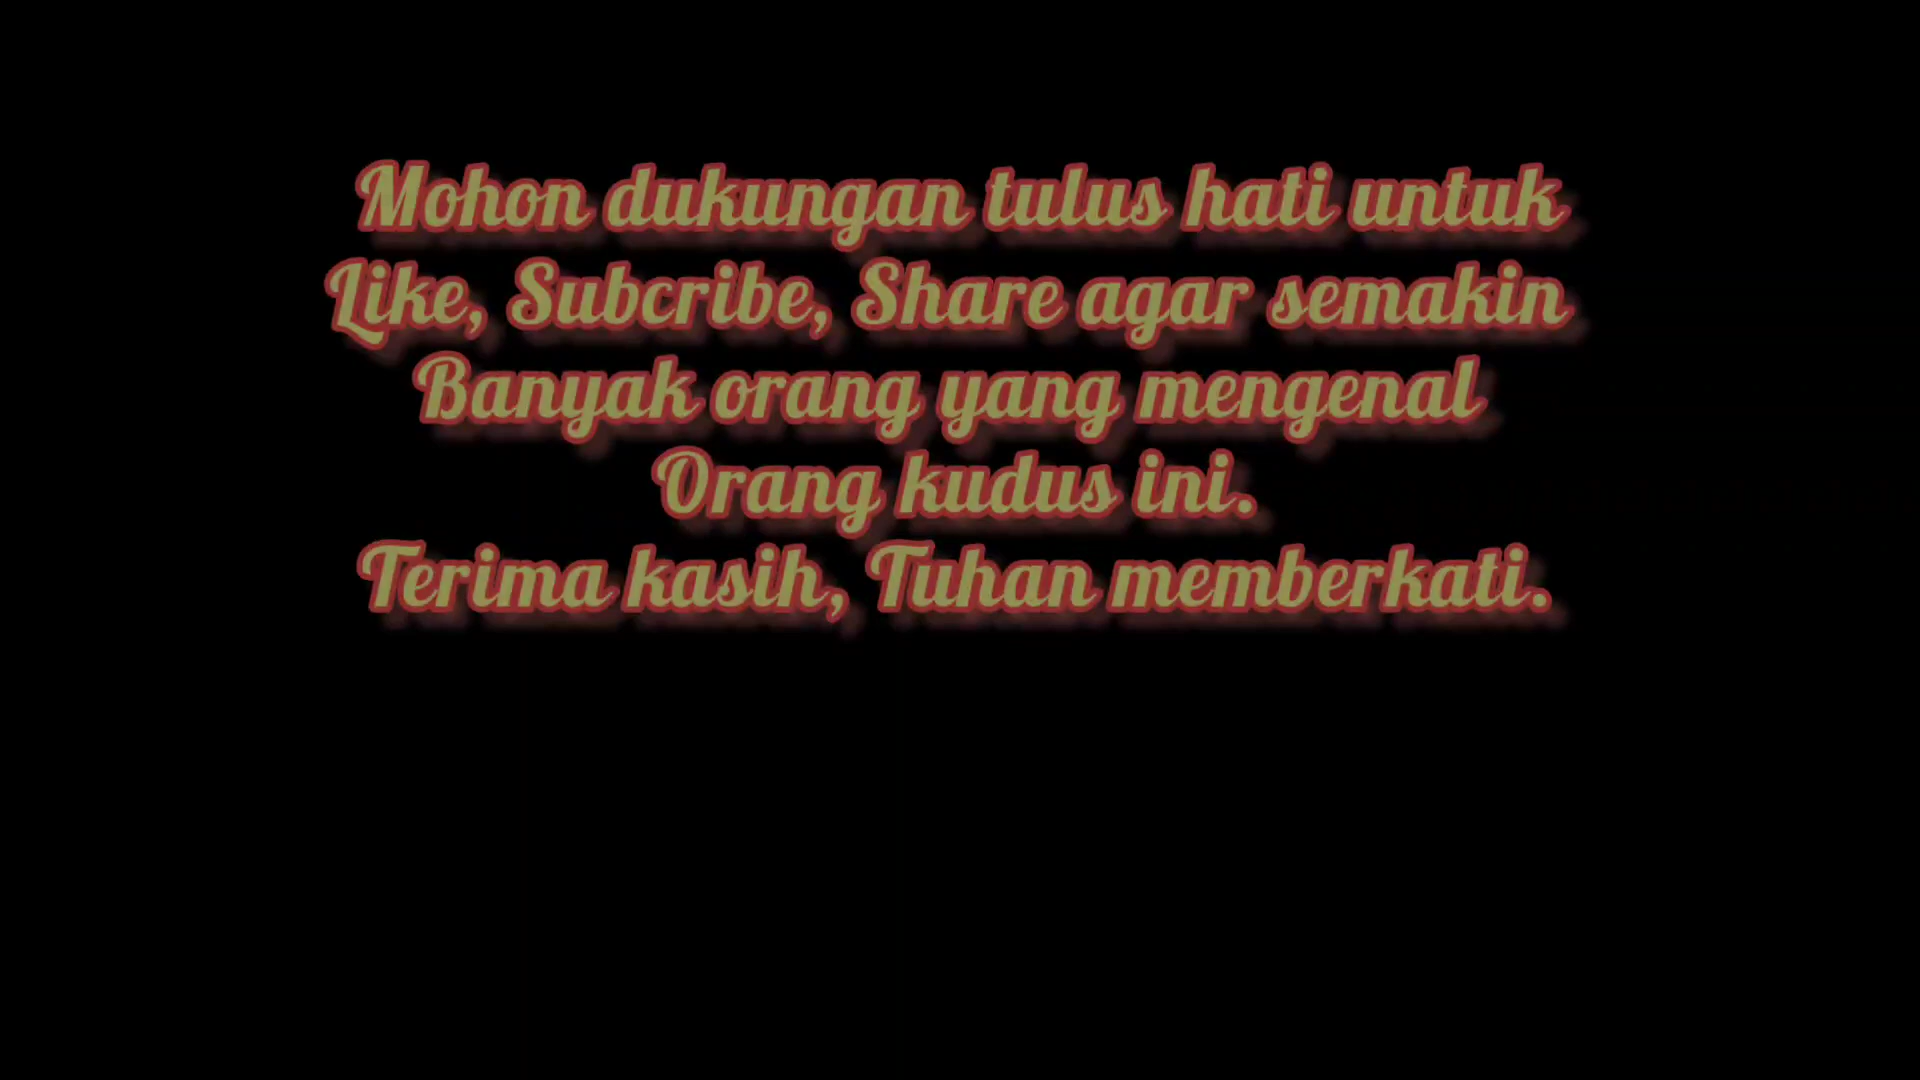 Mohon dukungan tulus hati untuk
Like, Subcribe, Share agar semakin
Banyak orang yang mengenal
Orang kudus ini.
Terima kasih, Tuhan memberkati.